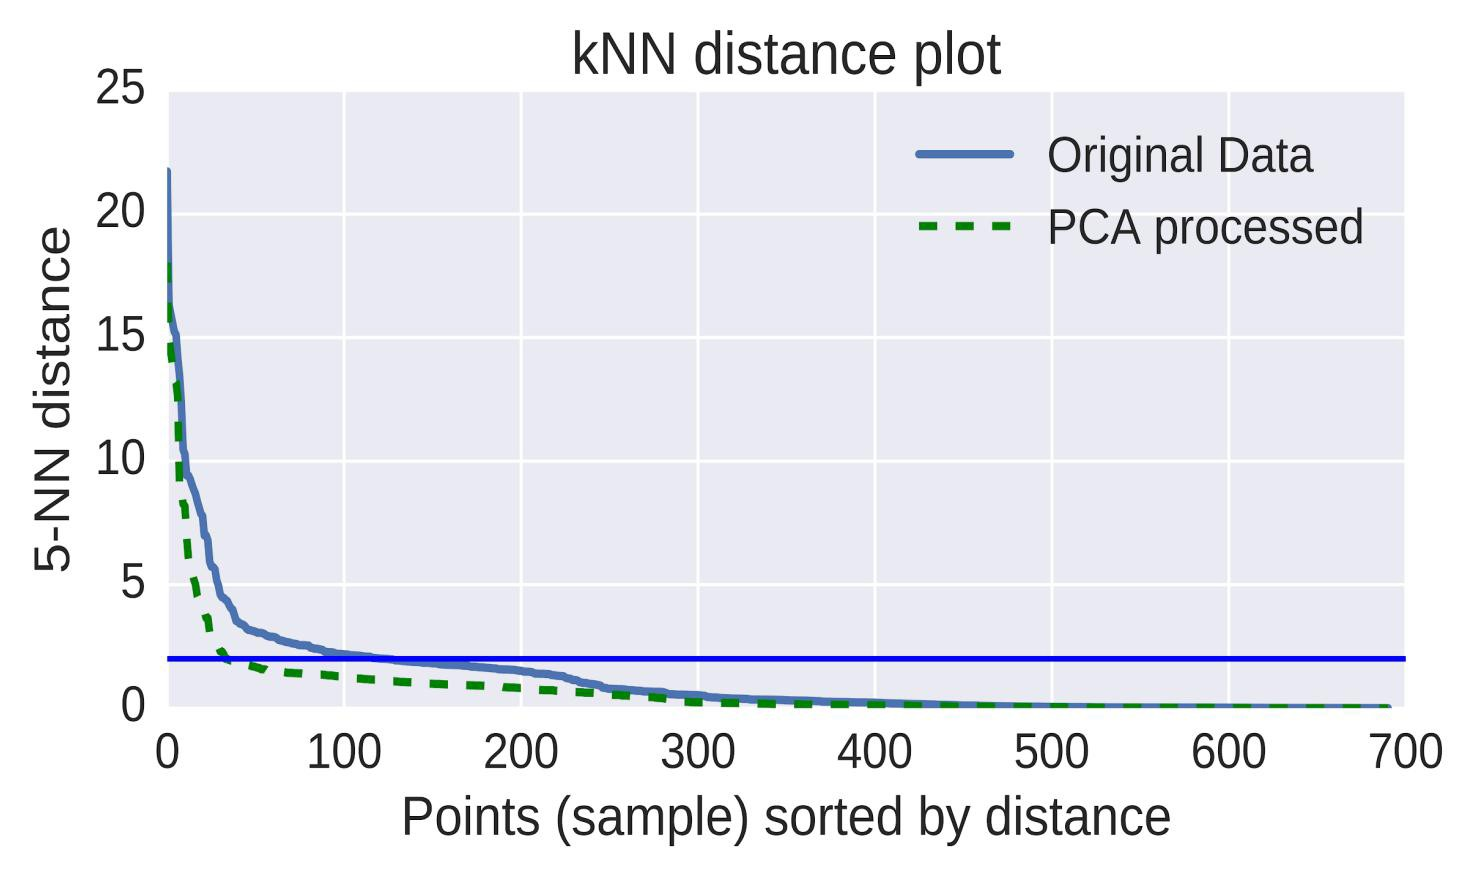 kNN distance plot
25
20
15
10
5
0
5-NN distance
Original Data
PCA processed
0 100 200 300 400 500 600 700
Points (sample) sorted by distance